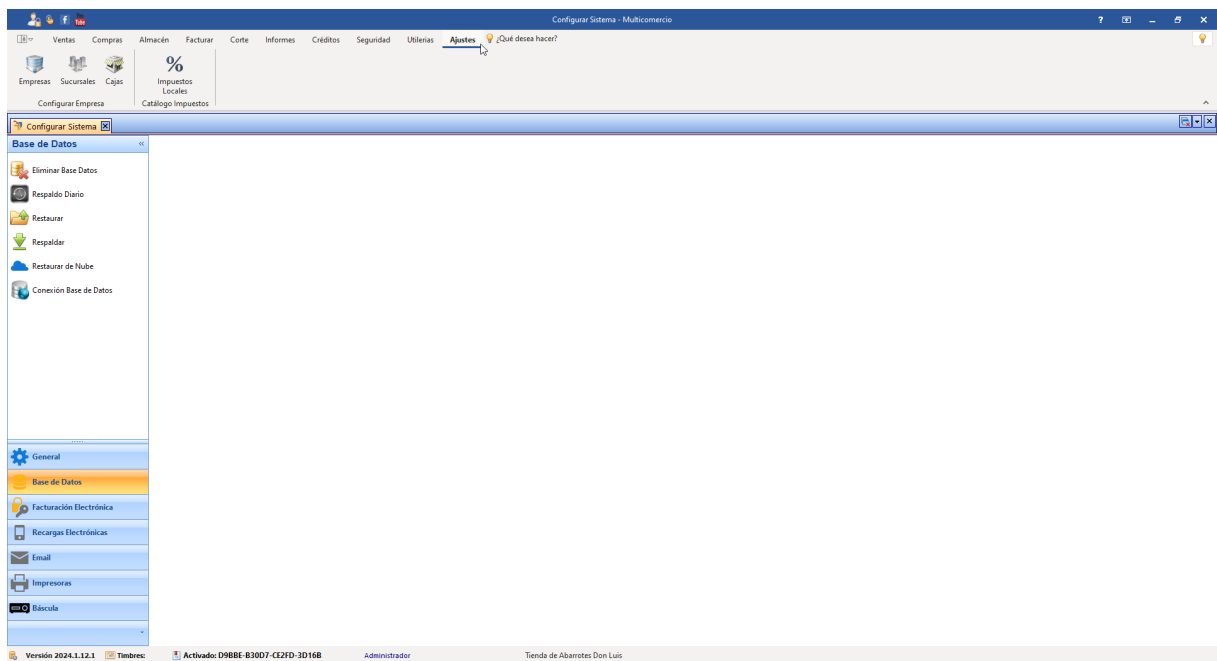 Configurar Sistema - Multicomercio
Ventas Compras Almacén Facturar Corte Informes Créditos Seguridad Utilerias Ajustes ¿Qué desea hacer?
Empresas Sucursales Cajas Impuestos Locales
Configurar Empresa Catálogo Impuestos
Configurar Sistema
Base de Datos
Eliminar Base Datos
Respaldo Diario
Restaurar
Respaldar
Restaurar de Nube
Conexión Base de Datos
General
Base de Datos
Facturación Electrónica
Recargas Electrónicas
Email
Impresoras
Báscula
Versión 2024.1.12.1 Timbres: Activado: D9BBE-B30D7-CE2FD-3D16B Administrador Tienda de Abarrotes Don Luis